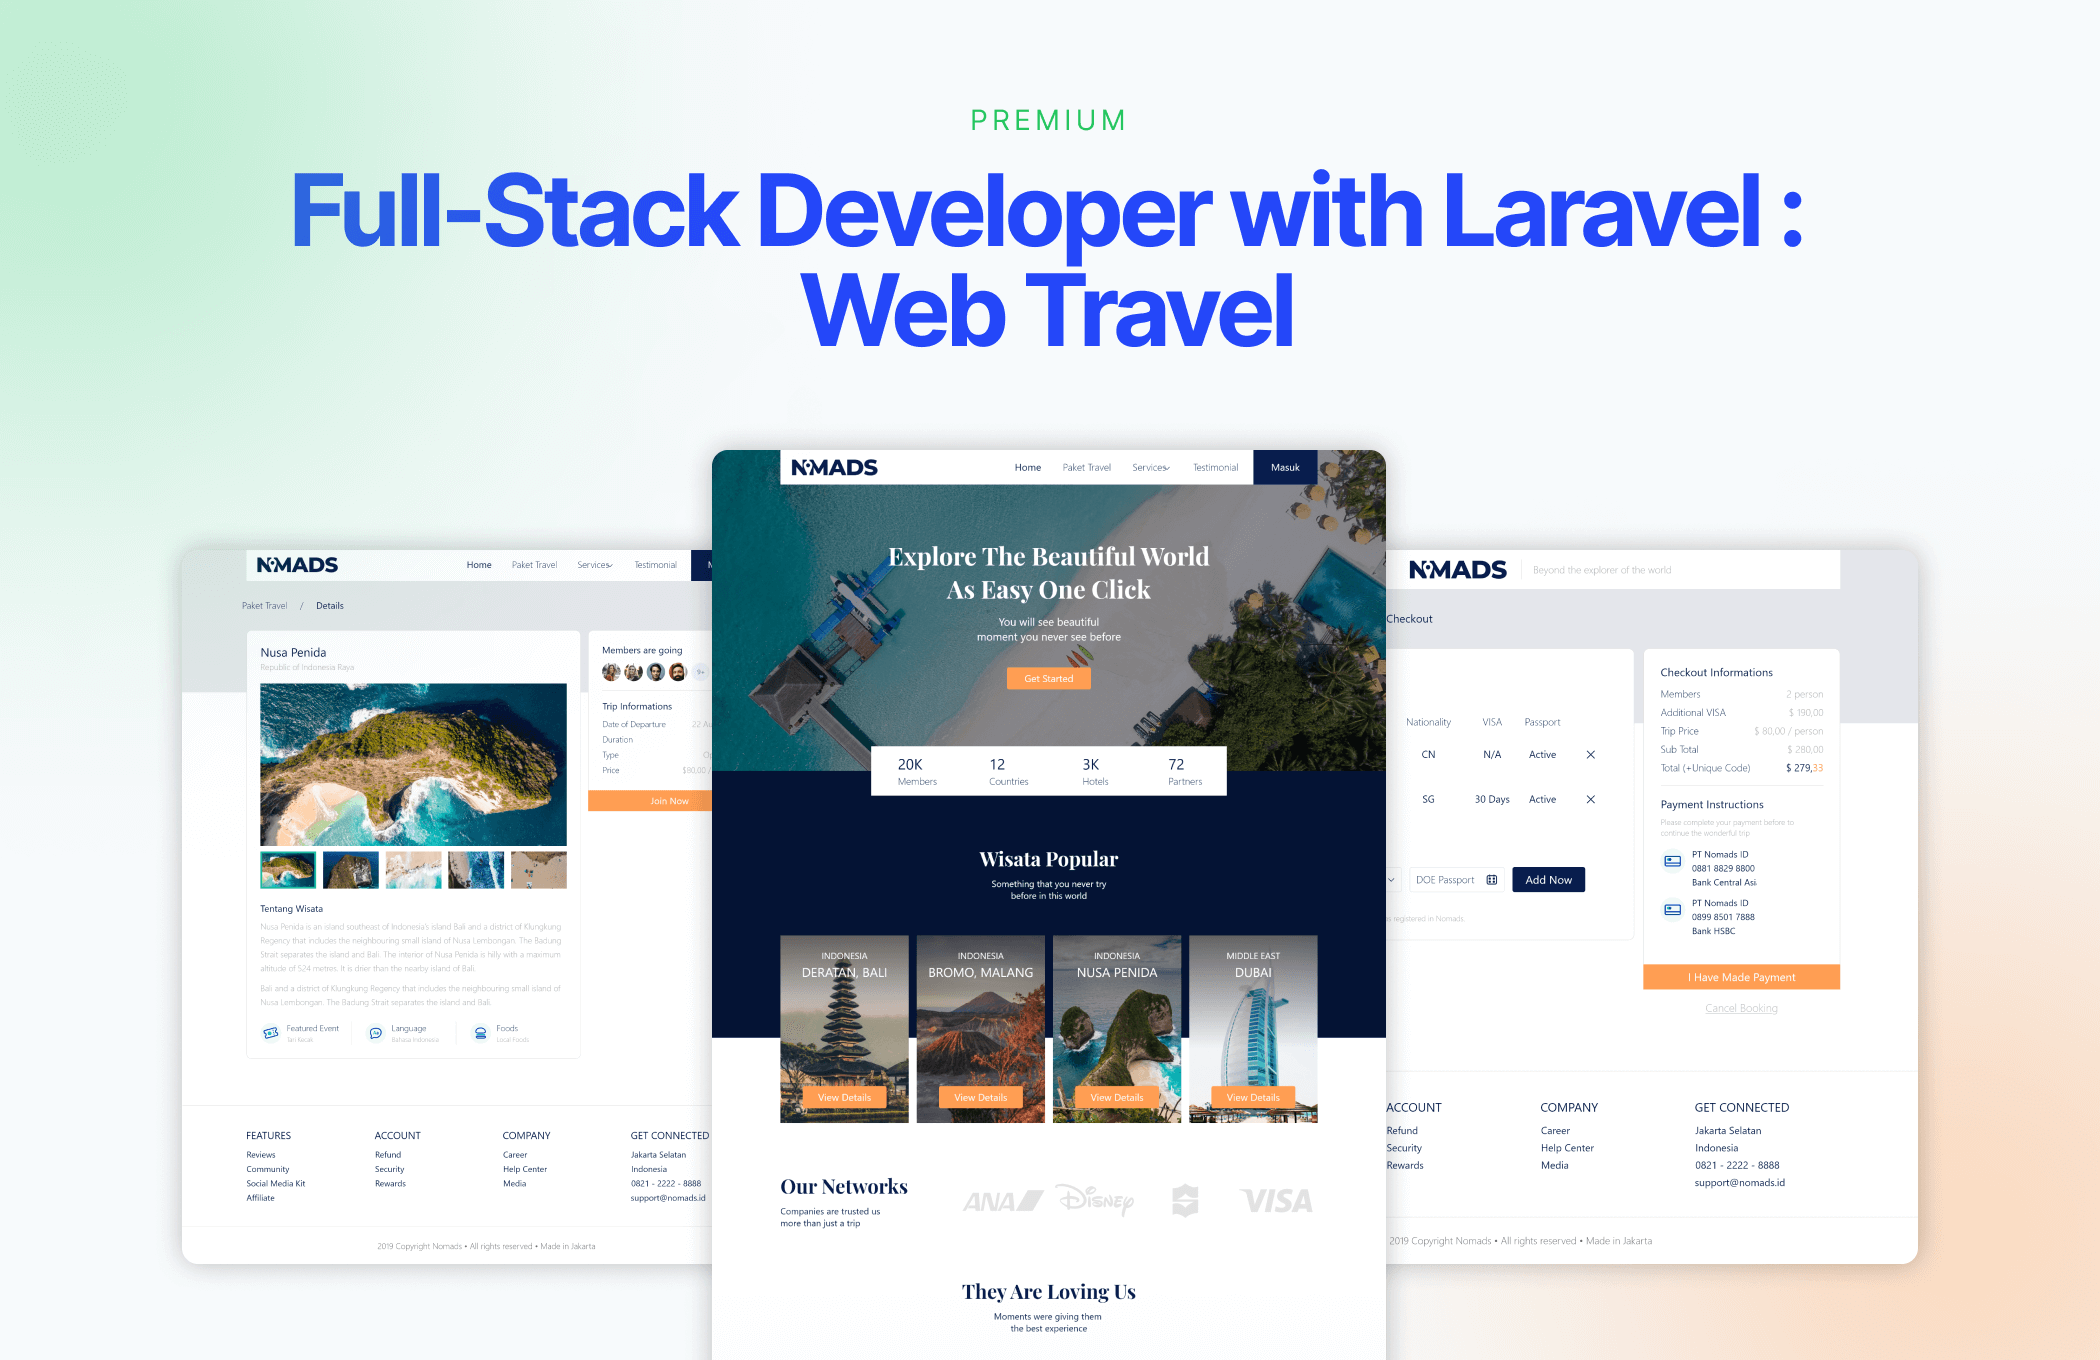 PREMIUM
Full-Stack Developer with Laravel :
Web Travel
NOMADS
Home
Paket Travel
Services
Testimonial
Paket Travel / Details
Nusa Penida
Republic of Indonesia Raya
Tentang Wisata
Nusa Penida is an island southeast of Indonesia's island Bali and a district of Klungkung
Regency that includes the neighbouring small island of Nusa Lembongan. The Badung
Strait separates the island and Bali. The interior of Nusa Penida is hilly with a maximum
altitude of 524 metres. It is drier than the nearby island of Bali.
Bali and a district of Klungkung Regency that includes the neighbouring small island of
Nusa Lembongan. The Badung Strait separates the island and Bali.
Featured Event
Tari Kecak
Language
Bahasa Indonesia
Foods
Local Foods
Members are going
9+
Trip Informations
Date of Departure 22 Au
Duration
Type Op
Price $80,00 /
Join Now
FEATURES
Reviews
Community
Social Media Kit
Affiliate
ACCOUNT
Refund
Security
Rewards
COMPANY
Career
Help Center
Media
GET CONNECTED
Jakarta Selatan
Indonesia
0821 - 2222 - 8888
support@nomads.id
2019 Copyright Nomads • All rights reserved • Made in Jakarta
NOMADS
Home
Paket Travel
Services
Testimonial
Masuk
Explore The Beautiful World
As Easy One Click
You will see beautiful
moment you never see before
Get Started
20K
Members
12
Countries
3K
Hotels
72
Partners
Wisata Popular
Something that you never try
before in this world
INDONESIA
DERATAN, BALI
View Details
INDONESIA
BROMO, MALANG
View Details
INDONESIA
NUSA PENIDA
View Details
MIDDLE EAST
DUBAI
View Details
Our Networks
Companies are trusted us
more than just a trip
ANA
Disney
VISA
They Are Loving Us
Moments were giving them
the best experience
NOMADS
Beyond the explorer of the world
Checkout
Nationality VISA Passport
CN N/A Active
SG 30 Days Active
DOE Passport
Add Now
is registered in Nomads.
Checkout Informations
Members 2 person
Additional VISA $ 190,00
Trip Price $ 80,00 / person
Sub Total $ 280,00
Total (+Unique Code) $ 279,33
Payment Instructions
Please complete your payment before to
continue the wonderful trip
PT Nomads ID
0881 8829 8800
Bank Central Asi
PT Nomads ID
0899 8501 7888
Bank HSBC
I Have Made Payment
Cancel Booking
ACCOUNT
Refund
Security
Rewards
COMPANY
Career
Help Center
Media
GET CONNECTED
Jakarta Selatan
Indonesia
0821 - 2222 - 8888
support@nomads.id
2019 Copyright Nomads • All rights reserved • Made in Jakarta